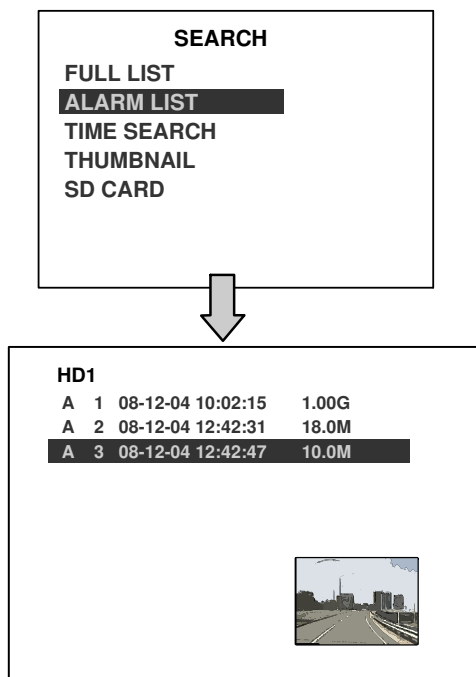 SEARCH
FULL LIST
ALARM LIST
TIME SEARCH
THUMBNAIL
SD CARD
HD1
A 1 08-12-04 10:02:15 1.00G
A 2 08-12-04 12:42:31 18.0M
A 3 08-12-04 12:42:47 10.0M